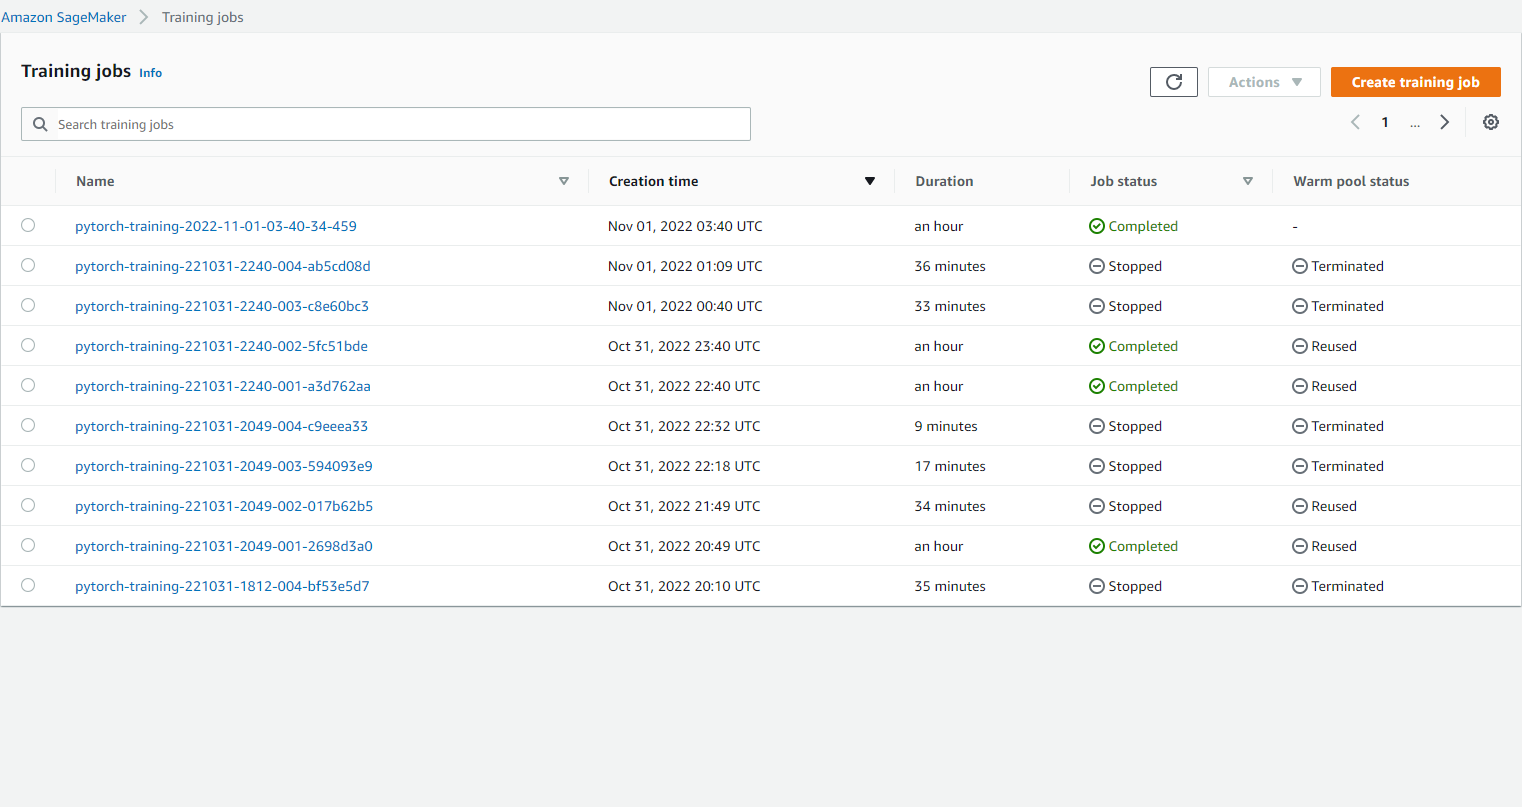 Amazon SageMaker > Training jobs
Training jobs Info
Actions Create training job
Search training jobs
1 ...
Name Creation time Duration Job status Warm pool status
pytorch-training-2022-11-01-03-40-34-459 Nov 01, 2022 03:40 UTC an hour Completed -
pytorch-training-221031-2240-004-ab5cd08d Nov 01, 2022 01:09 UTC 36 minutes Stopped Terminated
pytorch-training-221031-2240-003-c8e60bc3 Nov 01, 2022 00:40 UTC 33 minutes Stopped Terminated
pytorch-training-221031-2240-002-5fc51bde Oct 31, 2022 23:40 UTC an hour Completed Reused
pytorch-training-221031-2240-001-a3d762aa Oct 31, 2022 22:40 UTC an hour Completed Reused
pytorch-training-221031-2049-004-c9eeea33 Oct 31, 2022 22:32 UTC 9 minutes Stopped Terminated
pytorch-training-221031-2049-003-594093e9 Oct 31, 2022 22:18 UTC 17 minutes Stopped Terminated
pytorch-training-221031-2049-002-017b62b5 Oct 31, 2022 21:49 UTC 34 minutes Stopped Reused
pytorch-training-221031-2049-001-2698d3a0 Oct 31, 2022 20:49 UTC an hour Completed Reused
pytorch-training-221031-1812-004-bf53e5d7 Oct 31, 2022 20:10 UTC 35 minutes Stopped Terminated